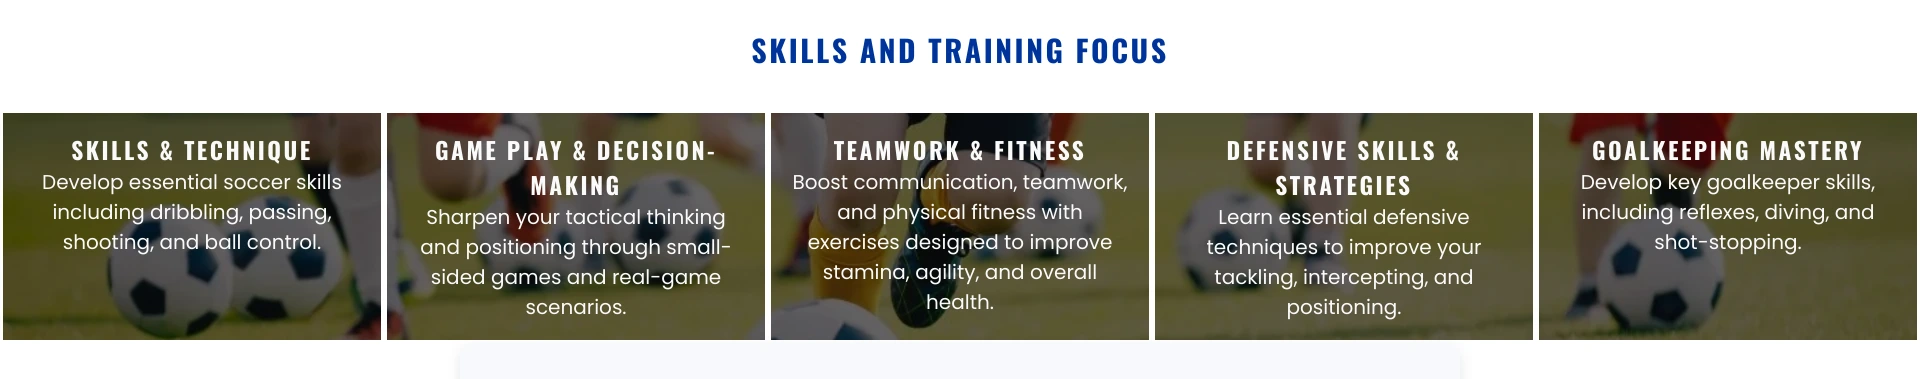 SKILLS AND TRAINING FOCUS
SKILLS & TECHNIQUE
Develop essential soccer skills
including dribbling, passing,
shooting, and ball control.
GAME PLAY & DECISION-
MAKING
Sharpen your tactical thinking
and positioning through small-
sided games and real-game
scenarios.
TEAMWORK & FITNESS
Boost communication, teamwork,
and physical fitness with
exercises designed to improve
stamina, agility, and overall
health.
DEFENSIVE SKILLS &
STRATEGIES
Learn essential defensive
techniques to improve your
tackling, intercepting, and
positioning.
GOALKEEPING MASTERY
Develop key goalkeeper skills,
including reflexes, diving, and
shot-stopping.